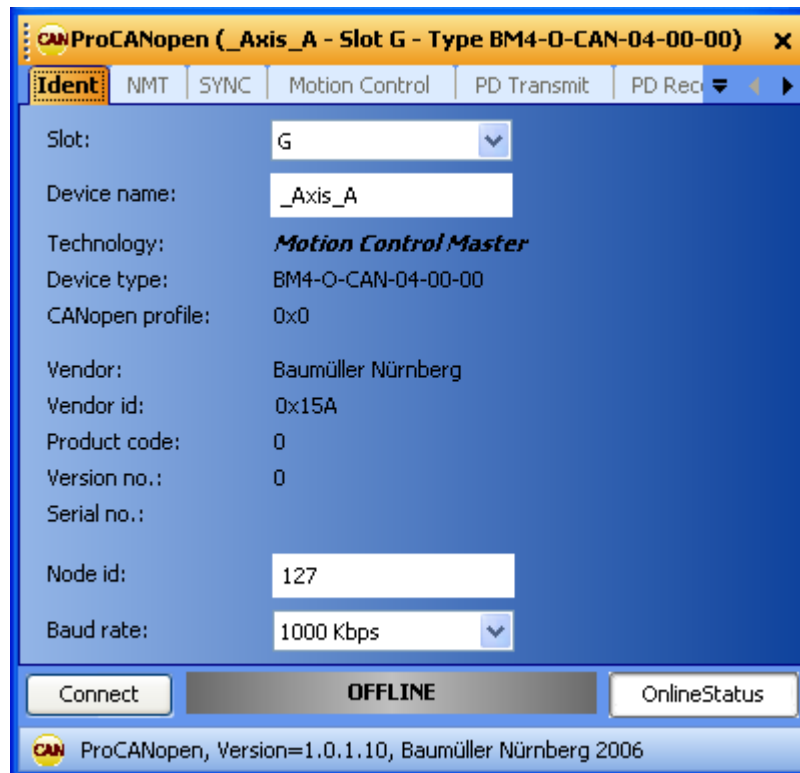 CAN ProCANopen (_Axis_A - Slot G - Type BM4-O-CAN-04-00-00)
Ident NMT SYNC Motion Control PD Transmit PD Rec
Slot: G
Device name: _Axis_A
Technology: Motion Control Master
Device type: BM4-O-CAN-04-00-00
CANopen profile: 0x0
Vendor: Baumüller Nürnberg
Vendor id: 0x15A
Product code: 0
Version no.: 0
Serial no.:
Node id: 127
Baud rate: 1000 Kbps
Connect OFFLINE OnlineStatus
CAN ProCANopen, Version=1.0.1.10, Baumüller Nürnberg 2006